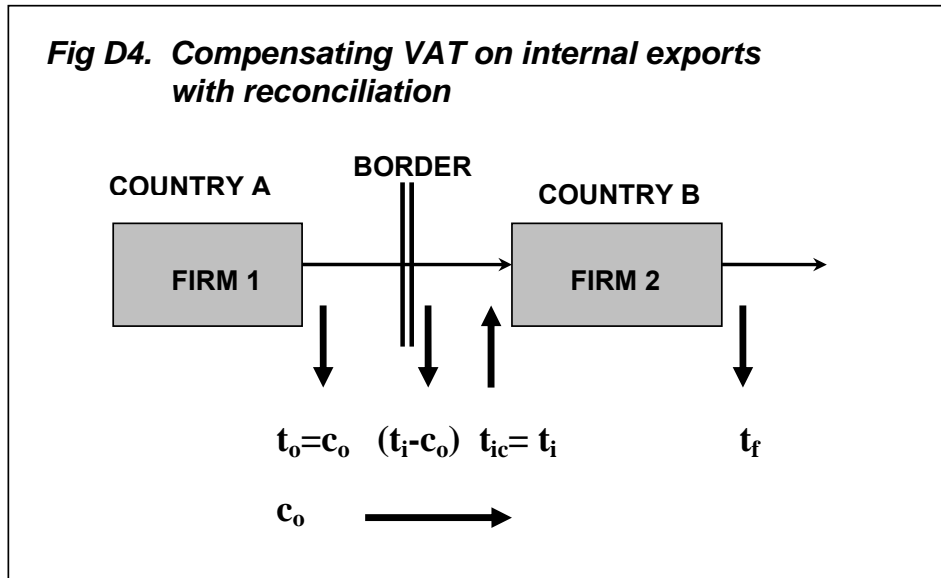 Fig D4. Compensating VAT on internal exports
with reconciliation
BORDER
COUNTRY A
COUNTRY B
FIRM 1
FIRM 2
tₒ=cₒ (tᵢ-cₒ) tᵢc= tᵢ t_f
cₒ